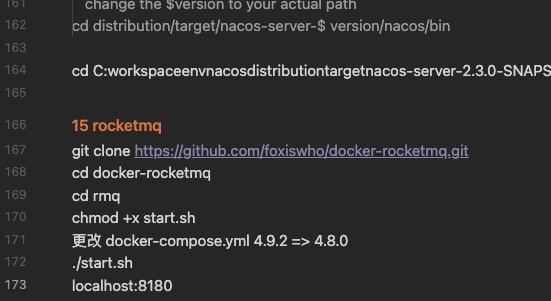 161 change the $version to your actual path
162 cd distribution/target/nacos-server-$ version/nacos/bin
163
164 cd C:workspaceenvnacosdistributiontargetnacos-server-2.3.0-SNAPS
165
166 15 rocketmq
167 git clone https://github.com/foxiswho/docker-rocketmq.git
168 cd docker-rocketmq
169 cd rmq
170 chmod +x start.sh
171 更改 docker-compose.yml 4.9.2 => 4.8.0
172 ./start.sh
173 localhost:8180